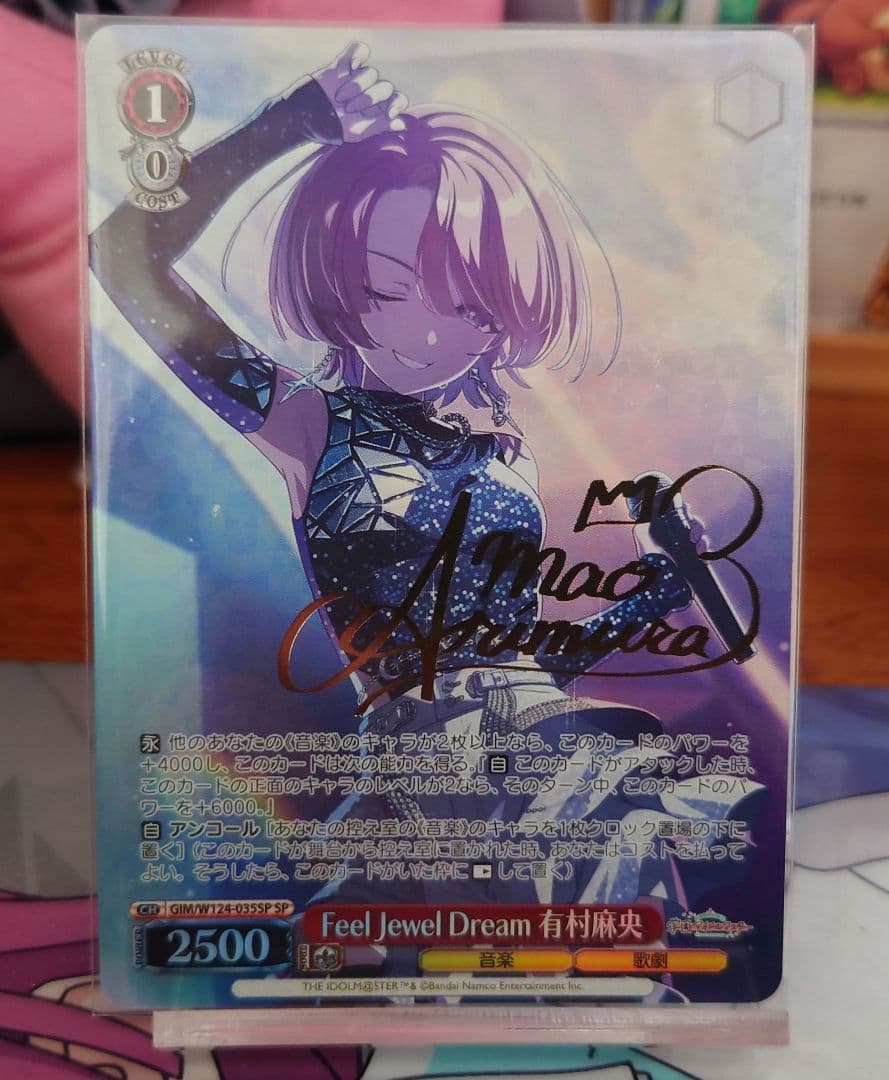 LEVEL
1
0
COST
Mao
Arimura
永 他のあなたの《音楽》のキャラが2枚以上なら、このカードのパワーを
+4000し、このカードは次の能力を得る。「自 このカードがアタックした時、
このカードの正面のキャラのレベルが2なら、そのターン中、このカードのパ
ワーを+6000。」
自 アンコール [あなたの控え室の《音楽》のキャラを1枚クロック置場の下に
置く] (このカードが舞台から控え室に置かれた時、あなたはコストを払って
よい。そうしたら、このカードがいた枠に して置く)
CH GIM/W124-035SP SP
POWER 2500
Feel Jewel Dream 有村麻央
学園アイドルマスター
音楽 歌劇
THE IDOLM@STER™& ©Bandai Namco Entertainment Inc.